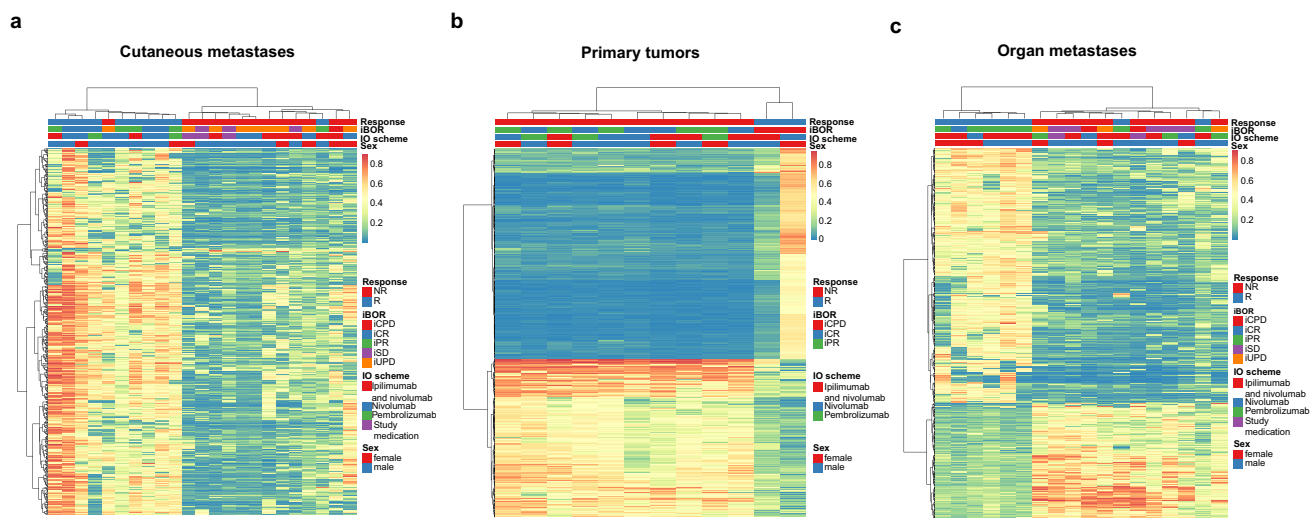 a
Cutaneous metastases
Response
iBOR
IO scheme
Sex
0.8
0.6
0.4
0.2
Response
NR
R
iBOR
iCPD
iCR
iPR
iSD
iUPD
IO scheme
Ipilimumab
and nivolumab
Nivolumab
Pembrolizumab
Study
medication
Sex
female
male
b
Primary tumors
Response
iBOR
IO scheme
Sex
0.8
0.6
0.4
0.2
0
Response
NR
R
iBOR
iCPD
iCR
iPR
IO scheme
Ipilimumab
and nivolumab
Nivolumab
Pembrolizumab
Sex
female
male
c
Organ metastases
Response
iBOR
IO scheme
Sex
0.8
0.6
0.4
0.2
Response
NR
R
iBOR
iCPD
iCR
iPR
iSD
iUPD
IO scheme
Ipilimumab
and nivolumab
Nivolumab
Pembrolizumab
Study
medication
Sex
female
male